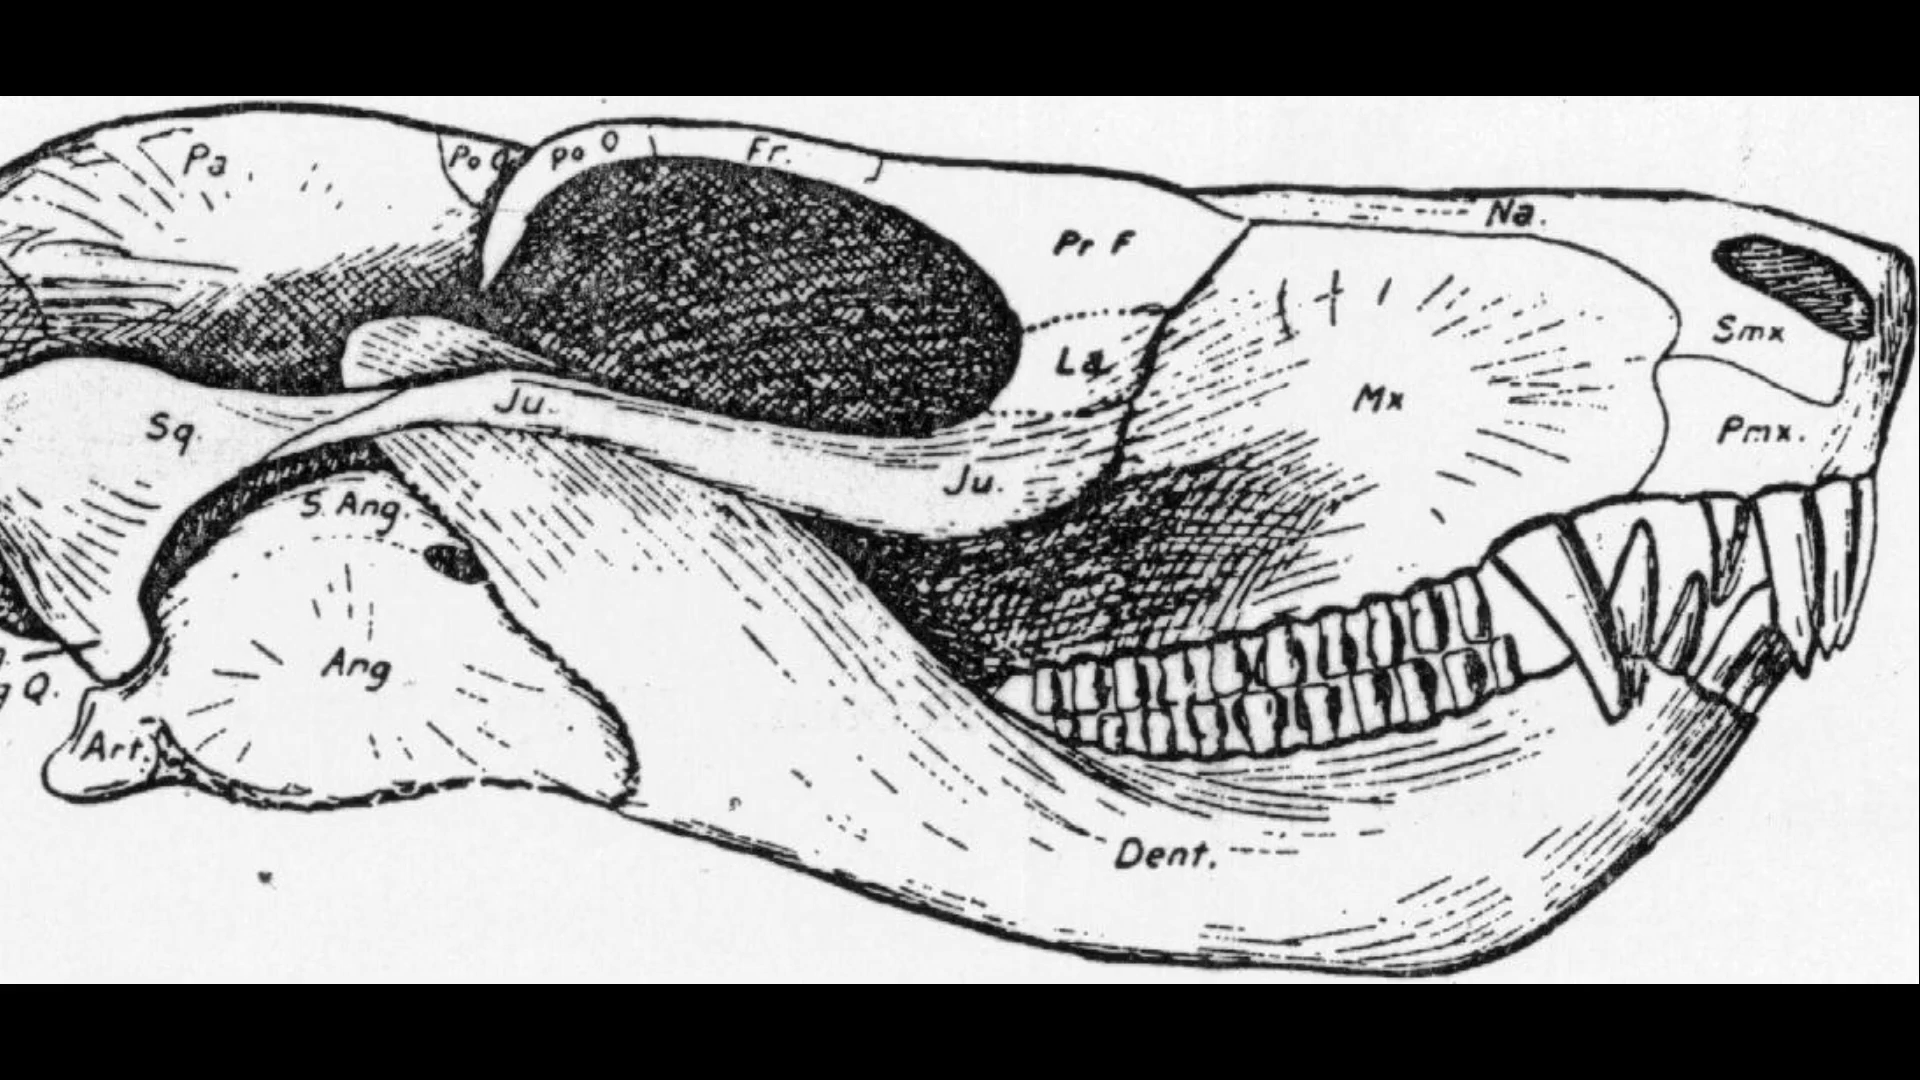 Pa
Po O
Po O
Fr.
Pr F
Na.
La
Smx
Mx
Pmx.
Sq.
Ju.
Ju.
S. Ang.
Ang
Q.
Art.
Dent.